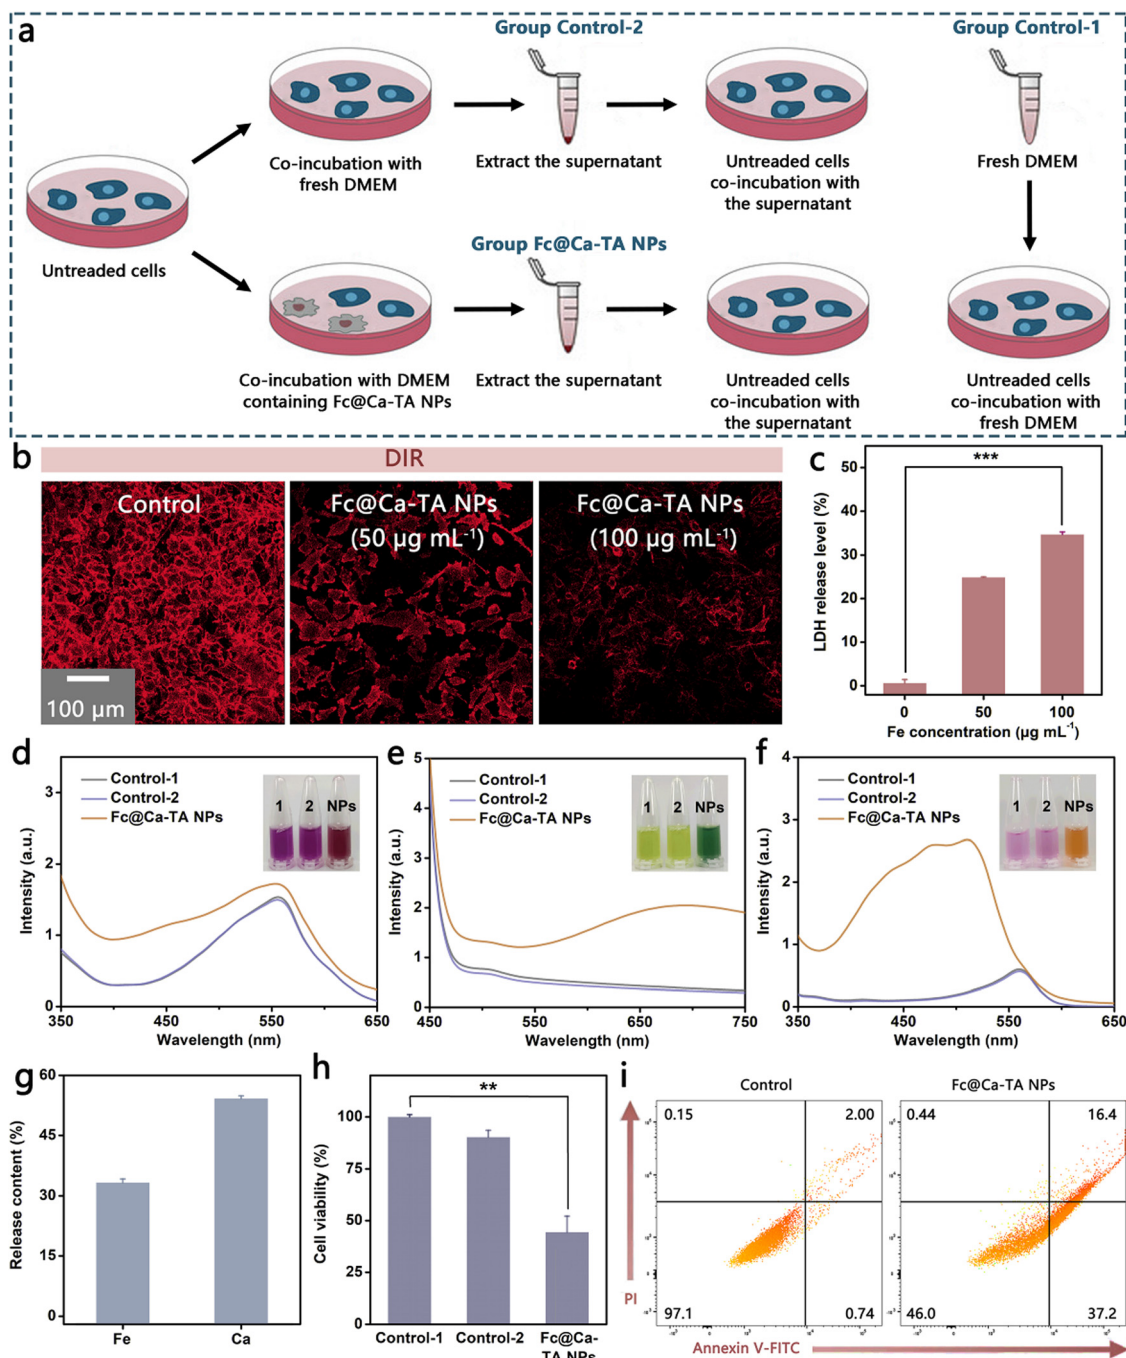 a
Group Control-2
Group Control-1
Co-incubation with
fresh DMEM
Extract the supernatant
Untreaded cells
co-incubation with
the supernatant
Fresh DMEM
Untreaded cells
Group Fc@Ca-TA NPs
Co-incubation with DMEM
containing Fc@Ca-TA NPs
Extract the supernatant
Untreaded cells
co-incubation with
the supernatant
Untreaded cells
co-incubation with
fresh DMEM
b
DIR
Control
Fc@Ca-TA NPs
(50 μg mL⁻¹)
Fc@Ca-TA NPs
(100 μg mL⁻¹)
100 μm
c
***
LDH release level (%)
50
40
30
20
10
0
0 50 100
Fe concentration (μg mL⁻¹)
d
Control-1
Control-2
Fc@Ca-TA NPs
1 2 NPs
Intensity (a.u.)
3
2
1
0
350 450 550 650
Wavelength (nm)
e
Control-1
Control-2
Fc@Ca-TA NPs
1 2 NPs
Intensity (a.u.)
5
4
3
2
1
0
450 550 650 750
Wavelength (nm)
f
Control-1
Control-2
Fc@Ca-TA NPs
1 2 NPs
Intensity (a.u.)
4
3
2
1
0
350 450 550 650
Wavelength (nm)
g
Release content (%)
60
45
30
15
0
Fe Ca
h
**
Cell viability (%)
100
75
50
25
0
Control-1 Control-2 Fc@Ca-
TA NPs
i
Control
Fc@Ca-TA NPs
0.15 2.00
97.1 0.74
0.44 16.4
46.0 37.2
PI
Annexin V-FITC